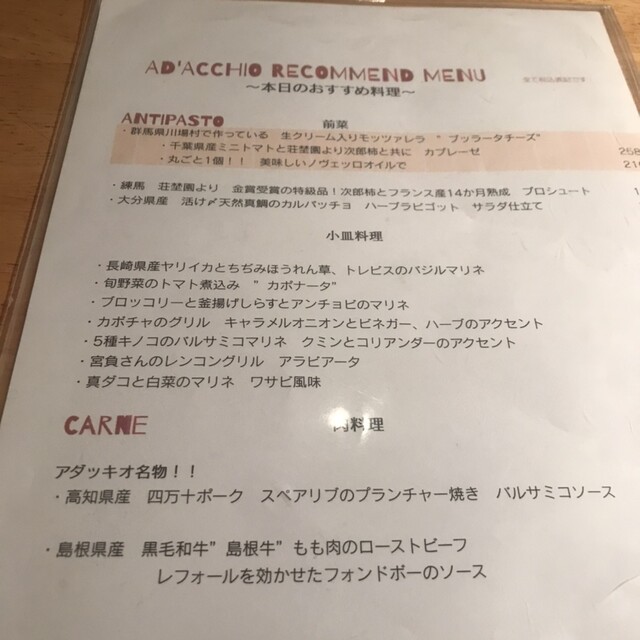 AD'ACCHIO RECOMMEND MENU
全て税込表記です
～本日のおすすめ料理～
ANTIPASTO 前菜
・群馬県川場村で作っている 生クリーム入りモッツァレラ " ブッラータチーズ"
・千葉県産ミニトマトと荘埜園より次郎柿と共に カプレーゼ 258
・丸ごと1個！！ 美味しいノヴェッロオイルで 21
・練馬 荘埜園より 金賞受賞の特級品！次郎柿とフランス産14か月熟成 プロシュート 1
・大分県産 活け〆天然真鯛のカルパッチョ ハーブラビゴット サラダ仕立て
小皿料理
・長崎県産ヤリイカとちぢみほうれん草、トレビスのバジルマリネ
・旬野菜のトマト煮込み "カポナータ"
・ブロッコリーと釜揚げしらすとアンチョビのマリネ
・カボチャのグリル キャラメルオニオンとビネガー、ハーブのアクセント
・5種キノコのバルサミコマリネ クミンとコリアンダーのアクセント
・宮負さんのレンコングリル アラビアータ
・真ダコと白菜のマリネ ワサビ風味
CARNE 肉料理
アダッキオ名物！！
・高知県産 四万十ポーク スペアリブのプランチャー焼き バルサミコソース
・島根県産 黒毛和牛"島根牛"もも肉のローストビーフ
レフォールを効かせたフォンドボーのソース